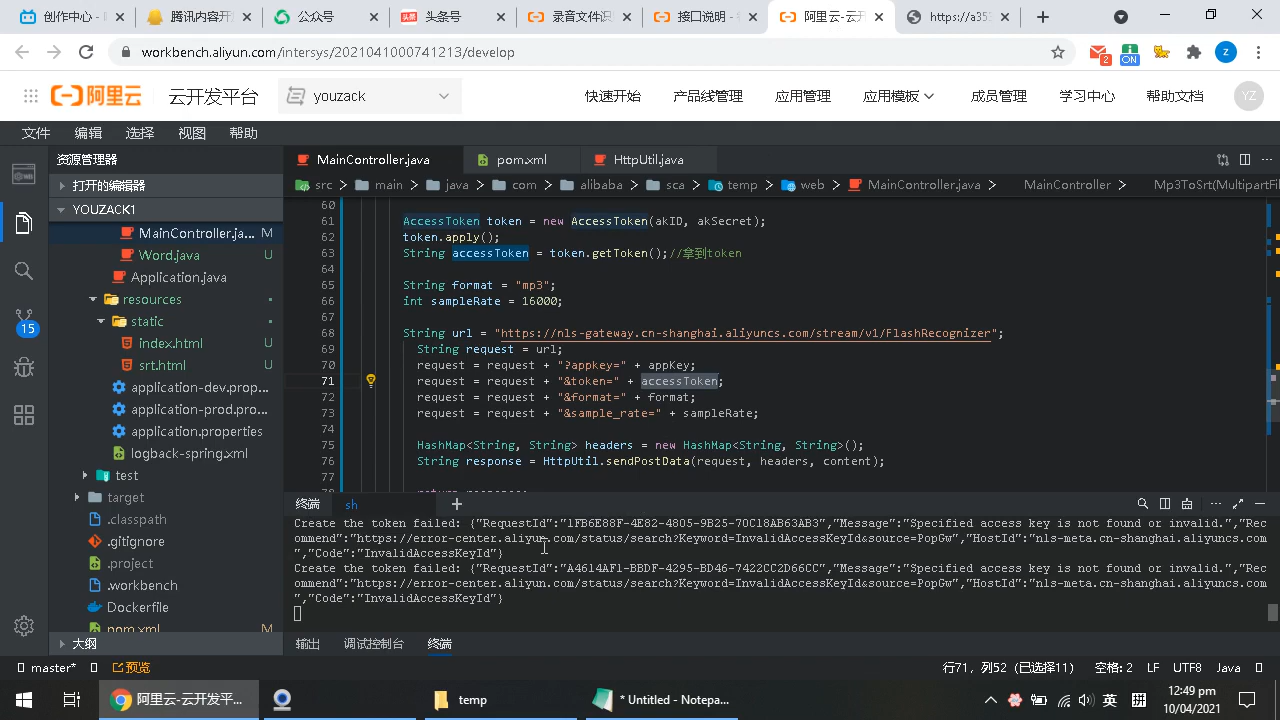 创作中心 -
腾讯内容开
公众号
头条号
录音文件识
接口说明 -
阿里云-云开
https://a3
workbench.aliyun.com/intersys/2021041000741213/develop
2
ON
Z
阿里云
云开发平台
youzack
快速开始
产品线管理
应用管理
应用模板
成员管理
学习中心
帮助文档
YZ
文件
编辑
选择
视图
帮助
资源管理器
MainController.java
pom.xml
HttpUtil.java
打开的编辑器
src
main
java
com
alibaba
sca
temp
web
MainController.java
MainController
Mp3ToSrt(MultipartFil
YOUZACK1
MainController.ja... M
Word.java U
Application.java
resources
static
index.html U
srt.html U
application-dev.prop...
application-prod.pro...
application.properties
logback-spring.xml
test
target
.classpath
.gitignore
.project
.workbench
Dockerfile
pom.xml M
大纲
15
60
61 AccessToken token = new AccessToken(akID, akSecret);
62 token.apply();
63 String accessToken = token.getToken();//拿到token
64
65 String format = "mp3";
66 int sampleRate = 16000;
67
68 String url = "https://nls-gateway.cn-shanghai.aliyuncs.com/stream/v1/FlashRecognizer";
69 String request = url;
70 request = request + "?appkey=" + appKey;
71 request = request + "&token=" + accessToken;
72 request = request + "&format=" + format;
73 request = request + "&sample_rate=" + sampleRate;
74
75 HashMap<String, String> headers = new HashMap<String, String>();
76 String response = HttpUtil.sendPostData(request, headers, content);
77
终端
sh
Create the token failed: {"RequestId":"","Message":"Specified access key is not found or invalid.","Rec
ommend":"https://error-center.aliyun.com/status/search?Keyword=InvalidAccessKeyId&source=PopGw","HostId":"nls-meta.cn-shanghai.aliyuncs.com
","Code":"InvalidAccessKeyId"}
Create the token failed: {"RequestId":"A4614AF1-BBDF-4295-BD46-7422CC2D66CC","Message":"Specified access key is not found or invalid.","Rec
ommend":"https://error-center.aliyun.com/status/search?Keyword=InvalidAccessKeyId&source=PopGw","HostId":"nls-meta.cn-shanghai.aliyuncs.com
","Code":"InvalidAccessKeyId"}
输出
调试控制台
终端
master*
预览
行71, 列52 (已选择11)
空格: 2
LF
UTF8
Java
阿里云-云开发平...
temp
* Untitled - Notepa...
英
拼
12:49 pm
10/04/2021